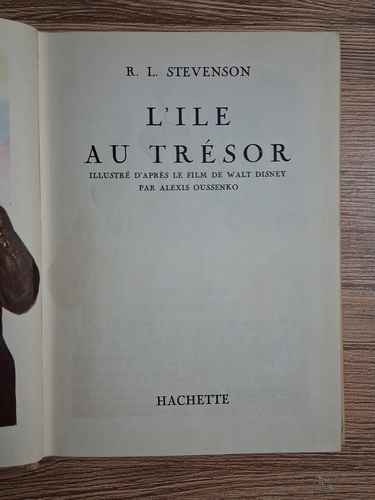 R. L. STEVENSON
L'ILE
AU TRÉSOR
ILLUSTRÉ D'APRÈS LE FILM DE WALT DISNEY
PAR ALEXIS OUSSENKO
HACHETTE